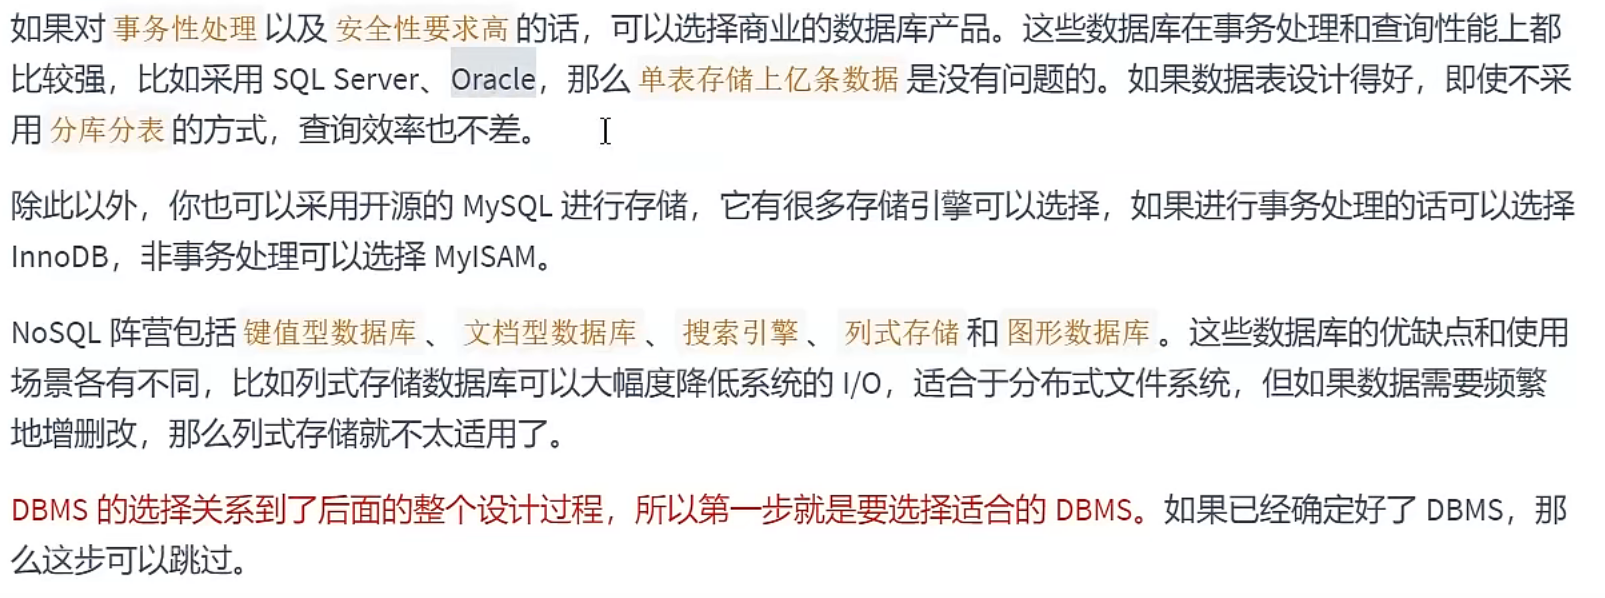 如果对 事务性处理 以及 安全性要求高 的话，可以选择商业的数据库产品。这些数据库在事务处理和查询性能上都
比较强，比如采用 SQL Server、Oracle，那么 单表存储上亿条数据 是没有问题的。如果数据表设计得好，即使不采
用 分库分表 的方式，查询效率也不差。
除此以外，你也可以采用开源的 MySQL 进行存储，它有很多存储引擎可以选择，如果进行事务处理的话可以选择
InnoDB，非事务处理可以选择 MyISAM。
NoSQL 阵营包括 键值型数据库 、 文档型数据库 、 搜索引擎 、 列式存储 和 图形数据库 。这些数据库的优缺点和使用
场景各有不同，比如列式存储数据库可以大幅度降低系统的 I/O，适合于分布式文件系统，但如果数据需要频繁
地增删改，那么列式存储就不太适用了。
DBMS 的选择关系到了后面的整个设计过程，所以第一步就是要选择适合的 DBMS。如果已经确定好了 DBMS，那
么这步可以跳过。